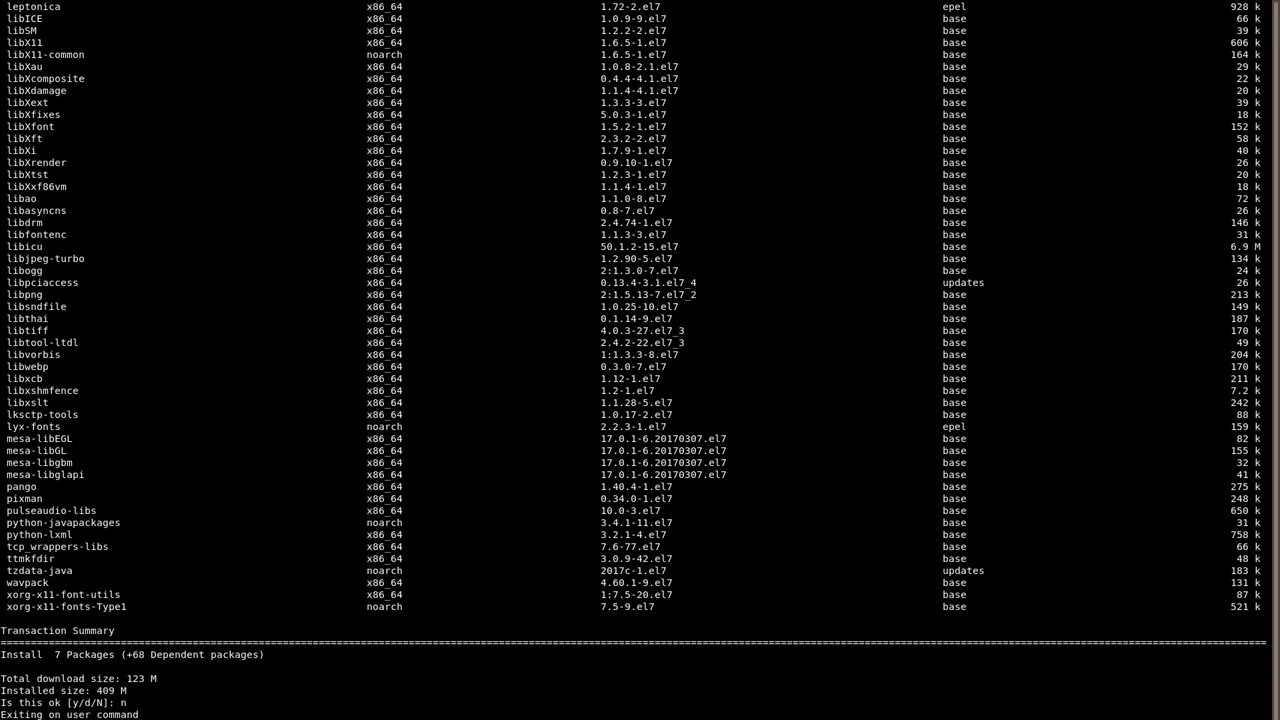 leptonica x86_64 1.72-2.el7 epel 928 k
libICE x86_64 1.0.9-9.el7 base 66 k
libSM x86_64 1.2.2-2.el7 base 39 k
libX11 x86_64 1.6.5-1.el7 base 606 k
libX11-common noarch 1.6.5-1.el7 base 164 k
libXau x86_64 1.0.8-2.1.el7 base 29 k
libXcomposite x86_64 0.4.4-4.1.el7 base 22 k
libXdamage x86_64 1.1.4-4.1.el7 base 20 k
libXext x86_64 1.3.3-3.el7 base 39 k
libXfixes x86_64 5.0.3-1.el7 base 18 k
libXfont x86_64 1.5.2-1.el7 base 152 k
libXft x86_64 2.3.2-2.el7 base 58 k
libXi x86_64 1.7.9-1.el7 base 40 k
libXrender x86_64 0.9.10-1.el7 base 26 k
libXtst x86_64 1.2.3-1.el7 base 20 k
libXxf86vm x86_64 1.1.4-1.el7 base 18 k
libao x86_64 1.1.0-8.el7 base 72 k
libasyncns x86_64 0.8-7.el7 base 26 k
libdrm x86_64 2.4.74-1.el7 base 146 k
libfontenc x86_64 1.1.3-3.el7 base 31 k
libicu x86_64 50.1.2-15.el7 base 6.9 M
libjpeg-turbo x86_64 1.2.90-5.el7 base 134 k
libogg x86_64 2:1.3.0-7.el7 base 24 k
libpciaccess x86_64 0.13.4-3.1.el7_4 updates 26 k
libpng x86_64 2:1.5.13-7.el7_2 base 213 k
libsndfile x86_64 1.0.25-10.el7 base 149 k
libthai x86_64 0.1.14-9.el7 base 187 k
libtiff x86_64 4.0.3-27.el7_3 base 170 k
libtool-ltdl x86_64 2.4.2-22.el7_3 base 49 k
libvorbis x86_64 1:1.3.3-8.el7 base 204 k
libwebp x86_64 0.3.0-7.el7 base 170 k
libxcb x86_64 1.12-1.el7 base 211 k
libxshmfence x86_64 1.2-1.el7 base 7.2 k
libxslt x86_64 1.1.28-5.el7 base 242 k
lksctp-tools x86_64 1.0.17-2.el7 base 88 k
lyx-fonts noarch 2.2.3-1.el7 epel 159 k
mesa-libEGL x86_64 17.0.1-6.20170307.el7 base 82 k
mesa-libGL x86_64 17.0.1-6.20170307.el7 base 155 k
mesa-libgbm x86_64 17.0.1-6.20170307.el7 base 32 k
mesa-libglapi x86_64 17.0.1-6.20170307.el7 base 41 k
pango x86_64 1.40.4-1.el7 base 275 k
pixman x86_64 0.34.0-1.el7 base 248 k
pulseaudio-libs x86_64 10.0-3.el7 base 650 k
python-javapackages noarch 3.4.1-11.el7 base 31 k
python-lxml x86_64 3.2.1-4.el7 base 758 k
tcp_wrappers-libs x86_64 7.6-77.el7 base 66 k
ttmkfdir x86_64 3.0.9-42.el7 base 48 k
tzdata-java noarch 2017c-1.el7 updates 183 k
wavpack x86_64 4.60.1-9.el7 base 131 k
xorg-x11-font-utils x86_64 1:7.5-20.el7 base 87 k
xorg-x11-fonts-Type1 noarch 7.5-9.el7 base 521 k
Transaction Summary
Install  7 Packages (+68 Dependent packages)
Total download size: 123 M
Installed size: 409 M
Is this ok [y/d/N]: n
Exiting on user command